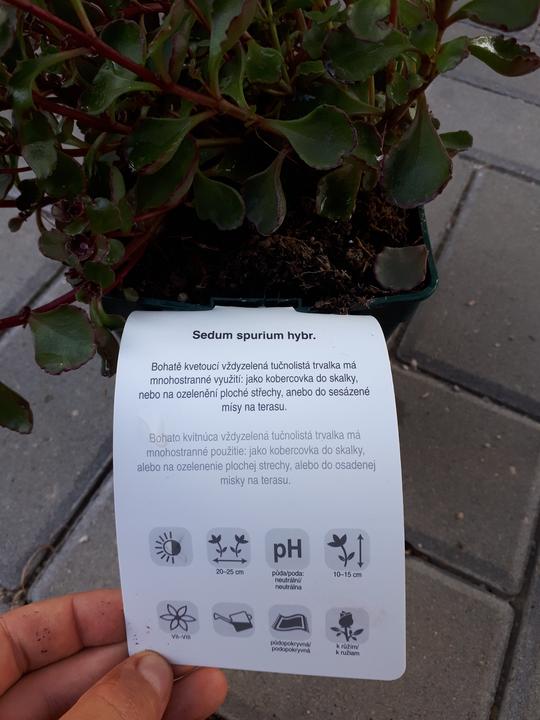 Sedum spurium hybr.
Bohatě kvetoucí vždyzelená tučnolistá trvalka má
mnohostranné využití: jako kobercovka do skalky,
nebo na ozelenění ploché střechy, anebo do sesázené
mísy na terasu.
Bohato kvitnúca vždyzelená tučnolistá trvalka má
mnohostranné použitie: jako kobercovka do skalky,
alebo na ozelenenie plochej strechy, alebo do osadenej
misky na terasu.
20–25 cm
pH
půda/poda:
neutrální/
neutrálna
10–15 cm
VII–VIII
půdopokryvná/
podopokryvná
k růžím/
k ružiam